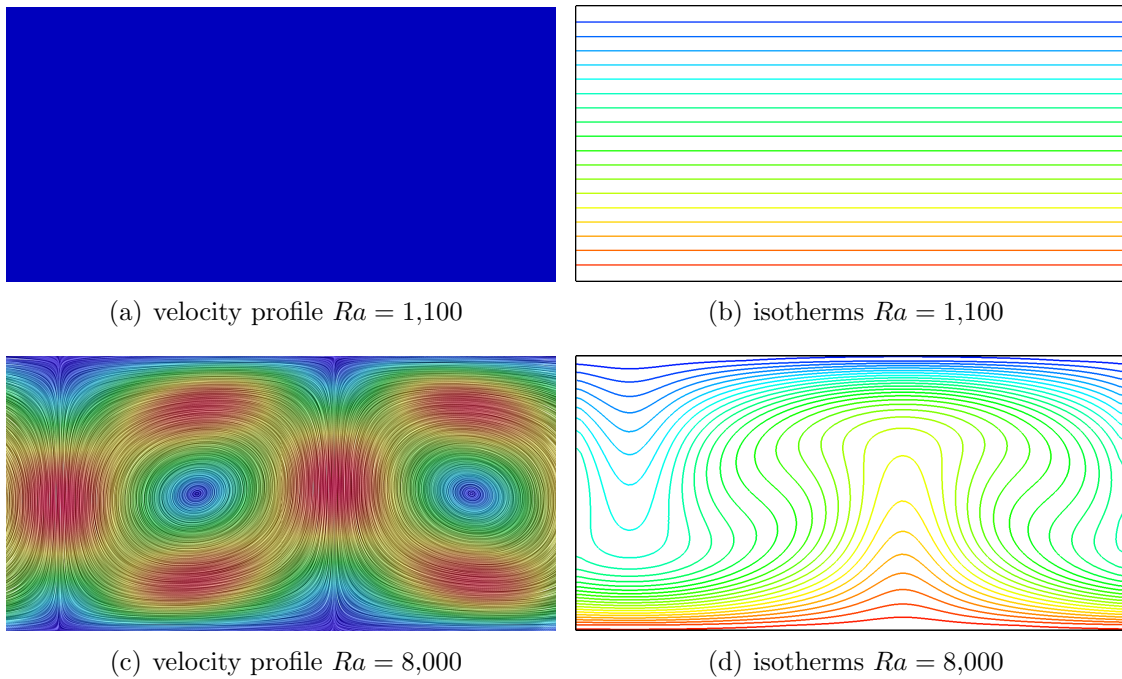 (a) velocity profile Ra = 1,100
(b) isotherms Ra = 1,100
(c) velocity profile Ra = 8,000
(d) isotherms Ra = 8,000